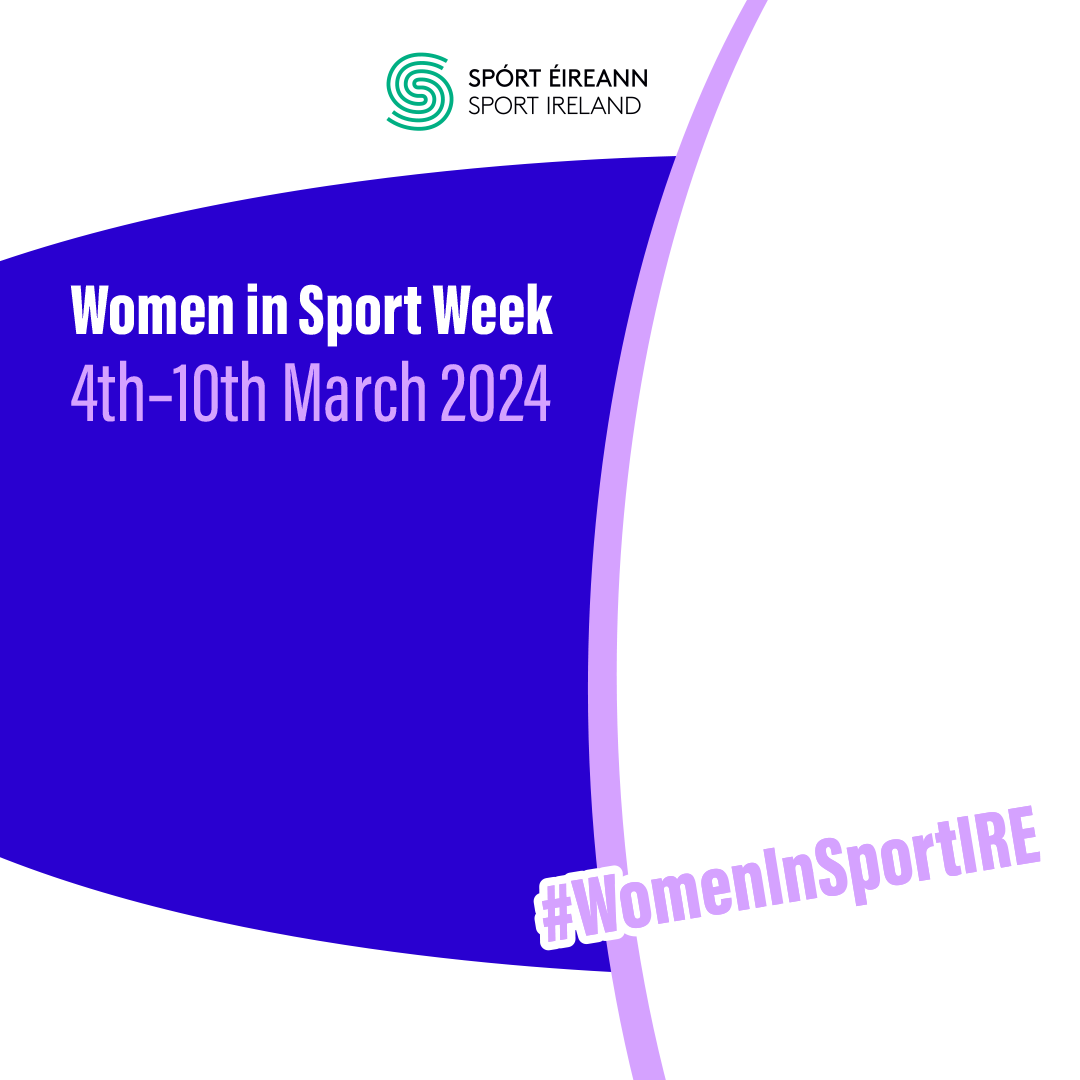 SPÓRT ÉIREANN
SPORT IRELAND
Women in Sport Week
4th–10th March 2024
#WomenInSportIRE